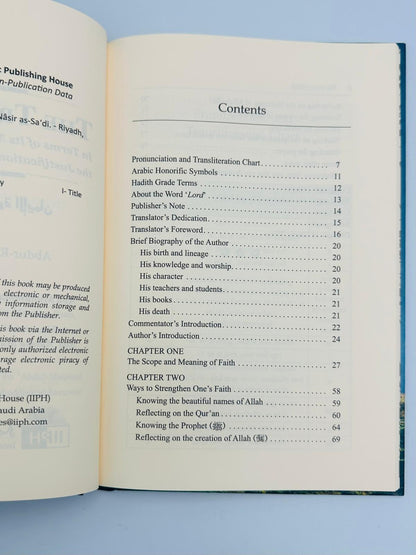 Publishing House
n-Publication Data
Nâsir as-Sa'di. - Riyadh,
I- Title
f this book may be produced
electronic or mechanical,
information storage and
om the Publisher.
is book via the Internet or
mission of the Publisher is
only authorized electronic
rage electronic piracy of
ted.
House (IIPH)
audi Arabia
es@iiph.com
Contents
Pronunciation and Transliteration Chart 7
Arabic Honorific Symbols 11
Hadith Grade Terms 12
About the Word 'Lord' 13
Publisher's Note 14
Translator's Dedication 15
Translator's Foreword 16
Brief Biography of the Author 20
His birth and lineage 20
His knowledge and worship 20
His character 21
His teachers and students 21
His books 21
His death 21
Commentator's Introduction 22
Author's Introduction 24
CHAPTER ONE
The Scope and Meaning of Faith 27
CHAPTER TWO
Ways to Strengthen One's Faith 58
Knowing the beautiful names of Allah 59
Reflecting on the Qur'an 60
Knowing the Prophet (ﷺ) 64
Reflecting on the creation of Allah 69